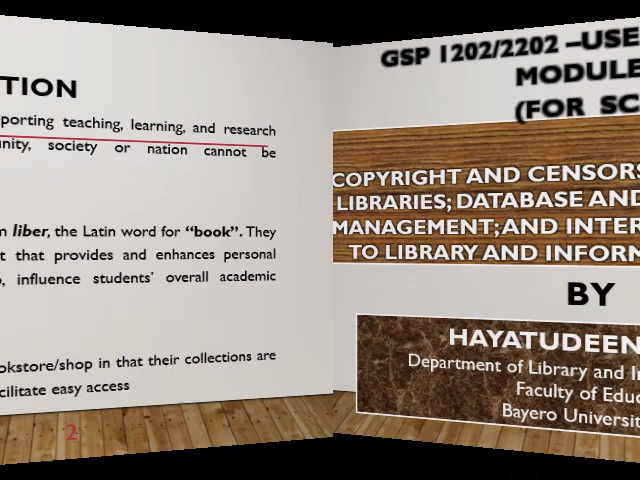 TION
porting teaching, learning, and research
nity, society or nation cannot be
liber, the Latin word for “book”. They
t that provides and enhances personal
, influence students’ overall academic
okstore/shop in that their collections are
cilitate easy access
2
GSP 1202/2202 –USE
MODULE
(FOR SC
COPYRIGHT AND CENSORS
LIBRARIES; DATABASE AND
MANAGEMENT; AND INTER
TO LIBRARY AND INFORM
BY
HAYATUDEEN
Department of Library and In
Faculty of Educ
Bayero Universit